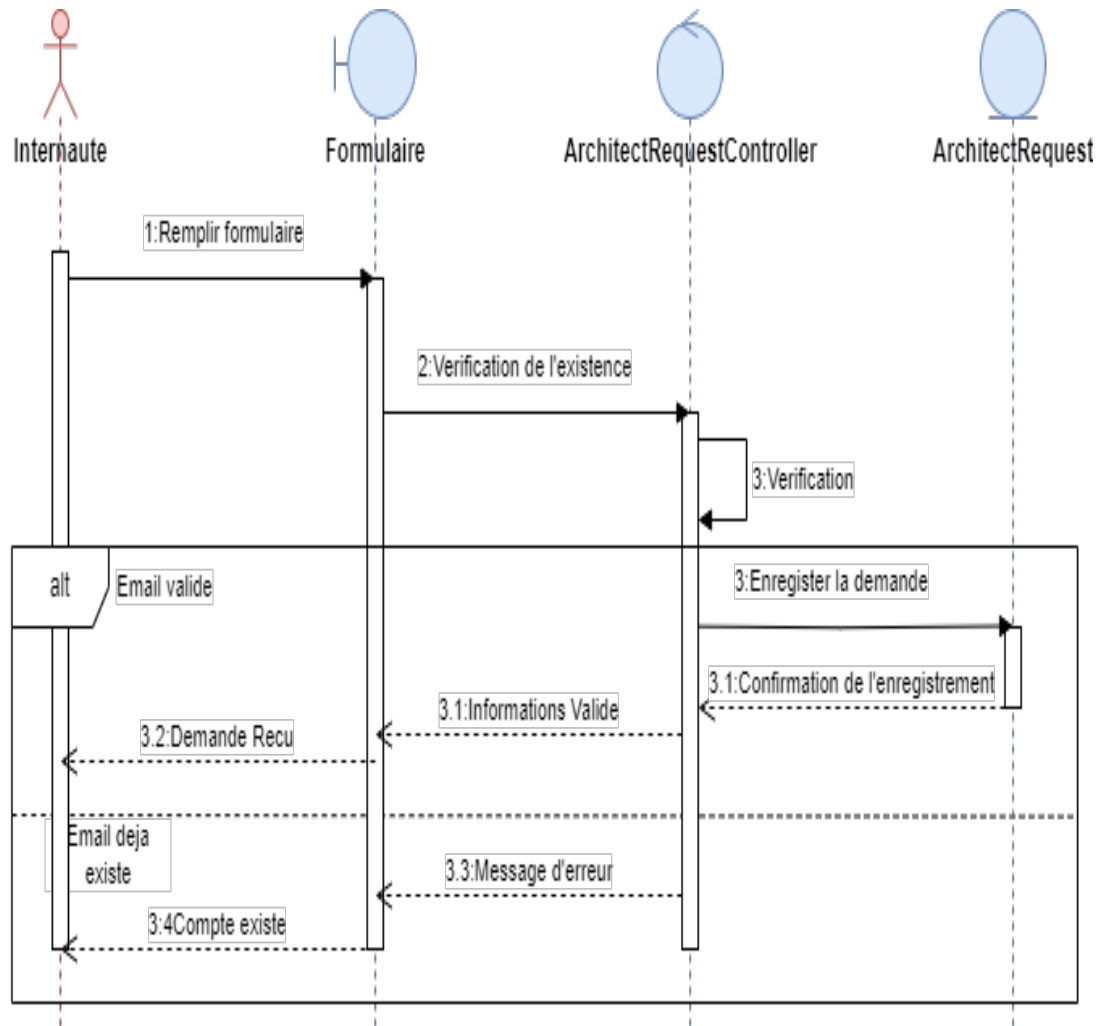 Internaute
Formulaire
ArchitectRequestController
ArchitectRequest
1:Remplir formulaire
2:Verification de l'existence
3:Verification
alt
Email valide
3:Enregister la demande
3.1:Confirmation de l'enregistrement
3.1:Informations Valide
3.2:Demande Recu
Email deja
existe
3.3:Message d'erreur
3:4Compte existe